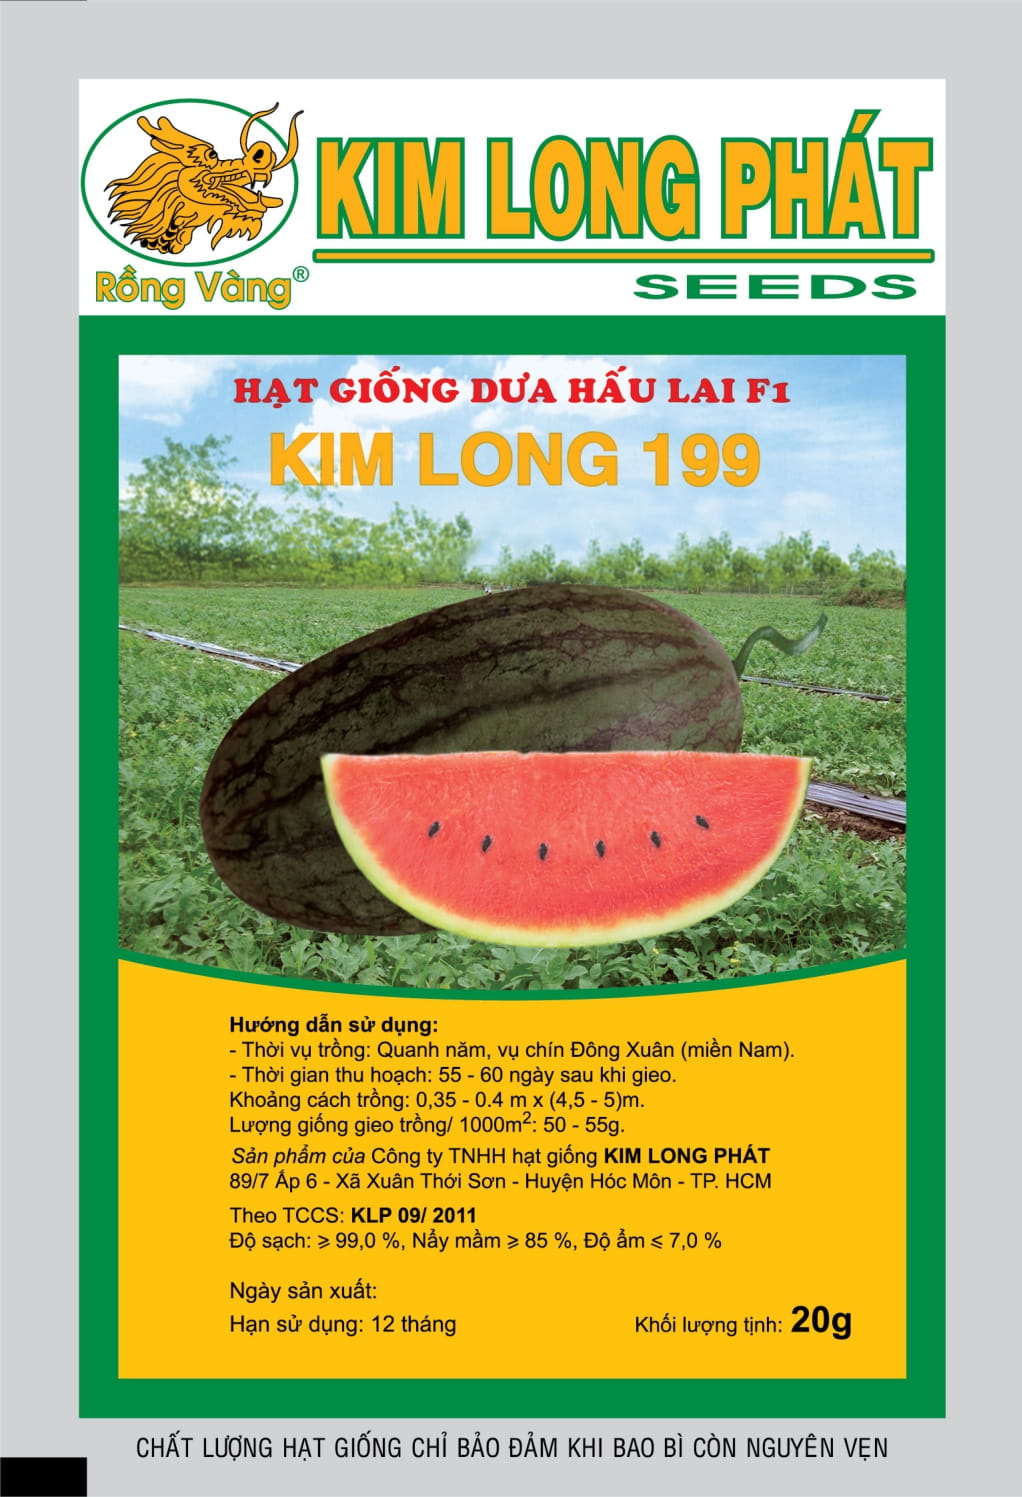 KIM LONG PHÁT
Rồng Vàng®
SEEDS
HẠT GIỐNG DƯA HẤU LAI F1
KIM LONG 199
Hướng dẫn sử dụng:
- Thời vụ trồng: Quanh năm, vụ chín Đông Xuân (miền Nam).
- Thời gian thu hoạch: 55 - 60 ngày sau khi gieo.
Khoảng cách trồng: 0,35 - 0.4 m x (4,5 - 5)m.
Lượng giống gieo trồng/ 1000m²: 50 - 55g.
Sản phẩm của Công ty TNHH hạt giống KIM LONG PHÁT
89/7 Ấp 6 - Xã Xuân Thới Sơn - Huyện Hóc Môn - TP. HCM
Theo TCCS: KLP 09/ 2011
Độ sạch: ⩾ 99,0 %, Nẩy mầm ⩾ 85 %, Độ ẩm ⩽ 7,0 %
Ngày sản xuất:
Hạn sử dụng: 12 tháng
Khối lượng tịnh: 20g
CHẤT LƯỢNG HẠT GIỐNG CHỈ BẢO ĐẢM KHI BAO BÌ CÒN NGUYÊN VẸN